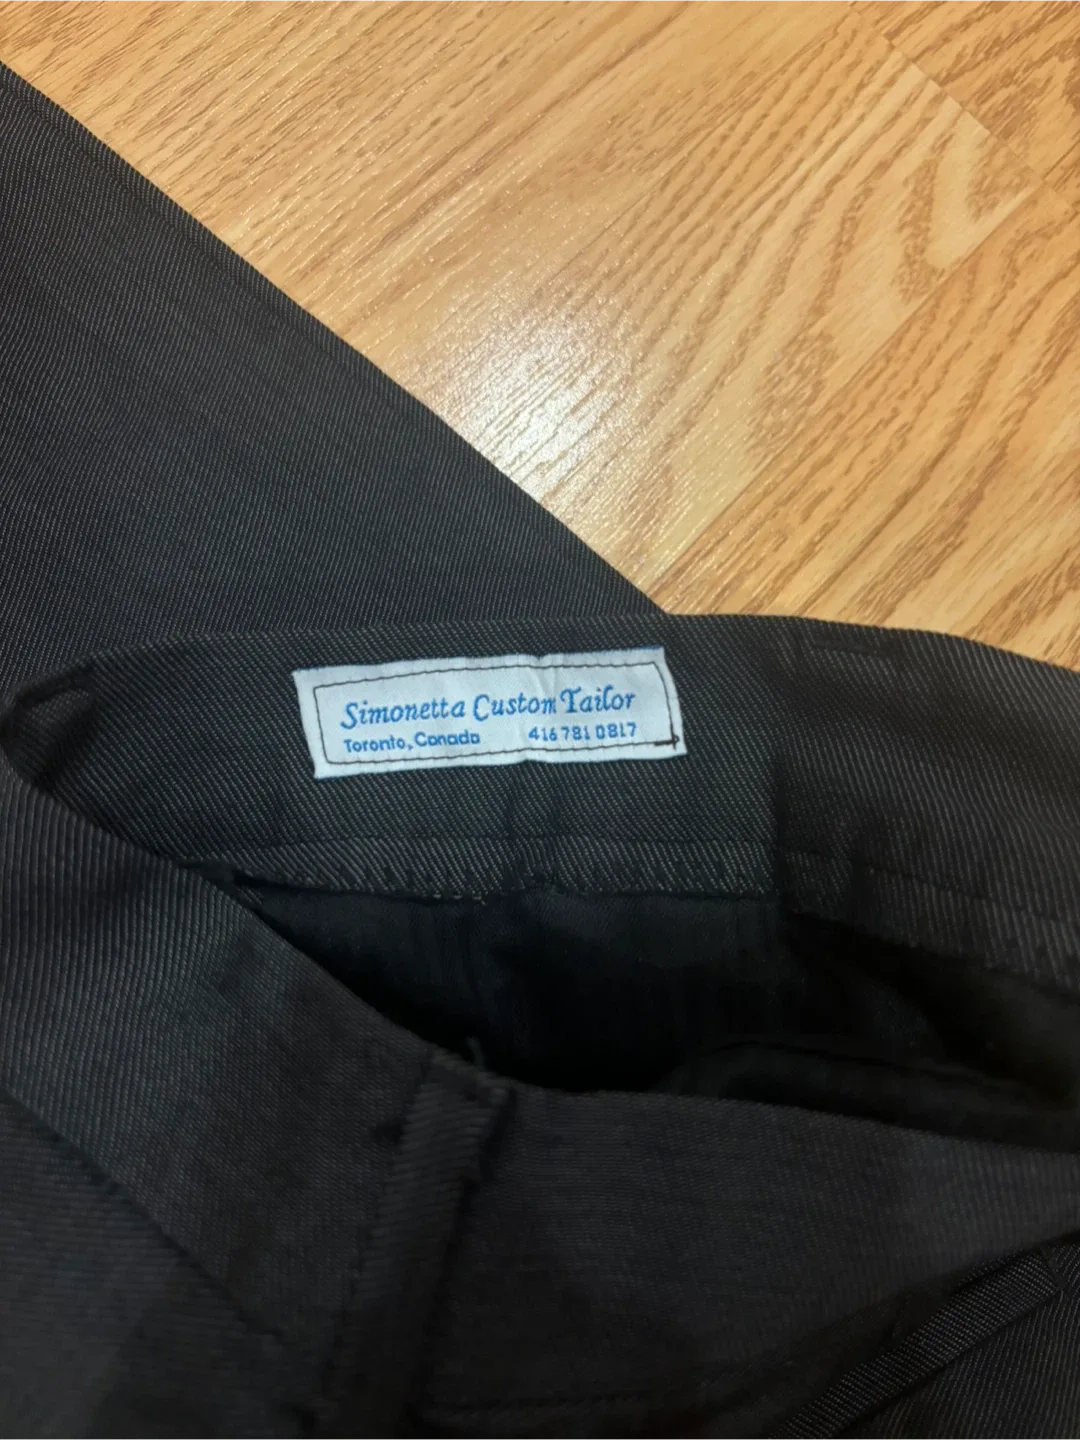 Simonetta Custom Tailor
Toronto, Canada 416 781 0817